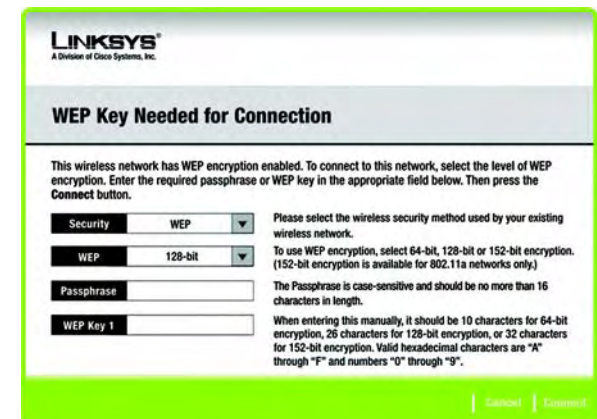 LINKSYS®
A Division of Cisco Systems, Inc.
WEP Key Needed for Connection
This wireless network has WEP encryption enabled. To connect to this network, select the level of WEP
encryption. Enter the required passphrase or WEP key in the appropriate field below. Then press the
Connect button.
Security WEP
Please select the wireless security method used by your existing
wireless network.
WEP 128-bit
To use WEP encryption, select 64-bit, 128-bit or 152-bit encryption.
(152-bit encryption is available for 802.11a networks only.)
Passphrase
The Passphrase is case-sensitive and should be no more than 16
characters in length.
WEP Key 1
When entering this manually, it should be 10 characters for 64-bit
encryption, 26 characters for 128-bit encryption, or 32 characters
for 152-bit encryption. Valid hexadecimal characters are "A"
through "F" and numbers "0" through "9".
Cancel Connect